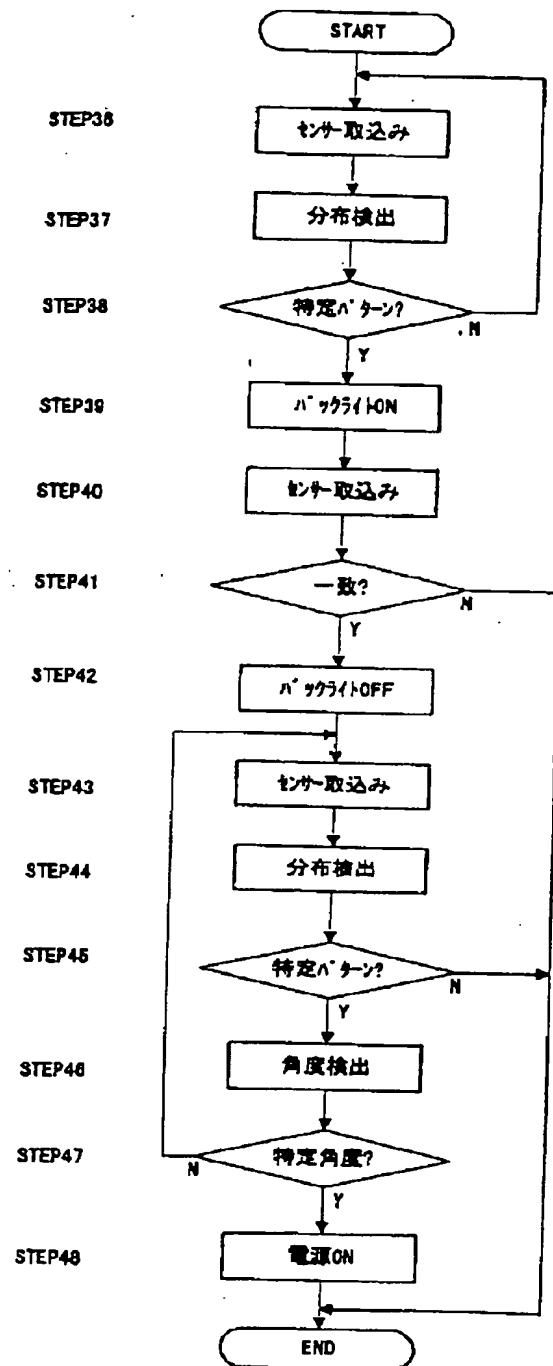 START
STEP36
センサー取込み
STEP37
分布検出
STEP38
特定パターン?
N
Y
STEP39
バックライトON
STEP40
センサー取込み
STEP41
一致?
N
Y
STEP42
バックライトOFF
STEP43
センサー取込み
STEP44
分布検出
STEP45
特定パターン?
N
Y
STEP46
角度検出
STEP47
特定角度?
N
Y
STEP48
電源ON
END